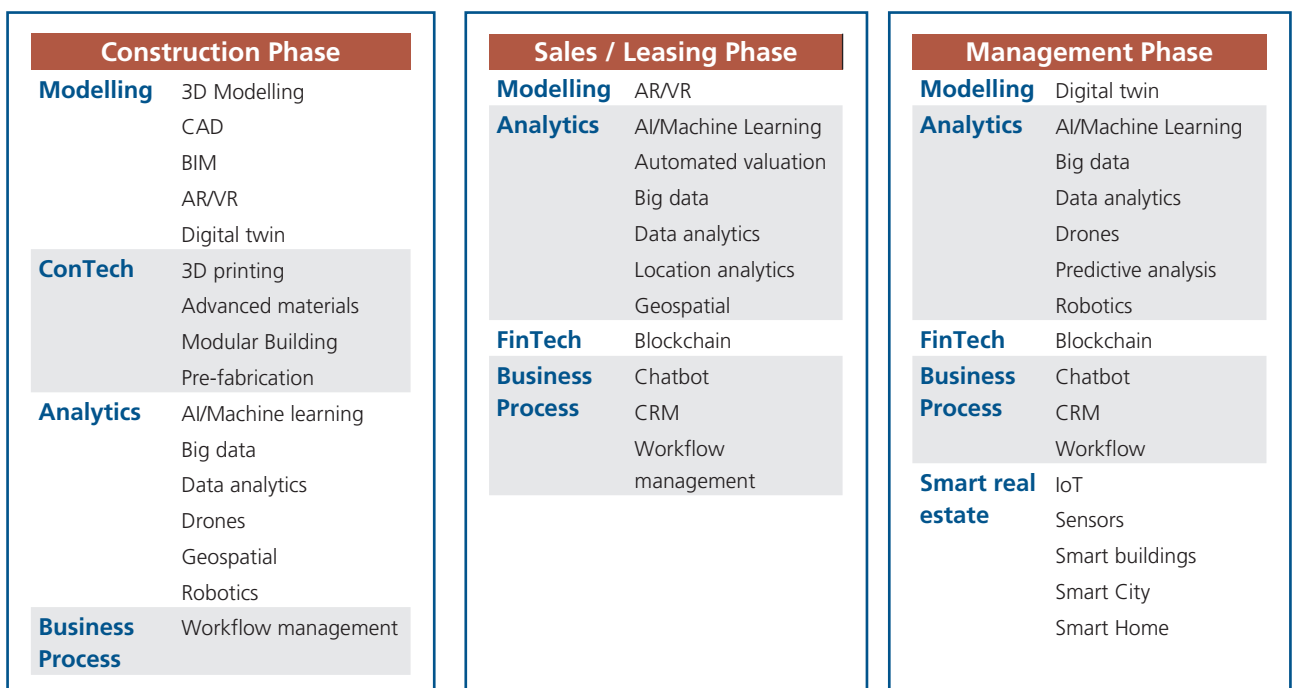 Construction Phase
Modelling 3D Modelling
CAD
BIM
AR/VR
Digital twin
ConTech 3D printing
Advanced materials
Modular Building
Pre-fabrication
Analytics AI/Machine learning
Big data
Data analytics
Drones
Geospatial
Robotics
Business Workflow management
Process
Sales / Leasing Phase
Modelling AR/VR
Analytics AI/Machine Learning
Automated valuation
Big data
Data analytics
Location analytics
Geospatial
FinTech Blockchain
Business Chatbot
Process CRM
Workflow
management
Management Phase
Modelling Digital twin
Analytics AI/Machine Learning
Big data
Data analytics
Drones
Predictive analysis
Robotics
FinTech Blockchain
Business Chatbot
Process CRM
Workflow
Smart real IoT
estate Sensors
Smart buildings
Smart City
Smart Home